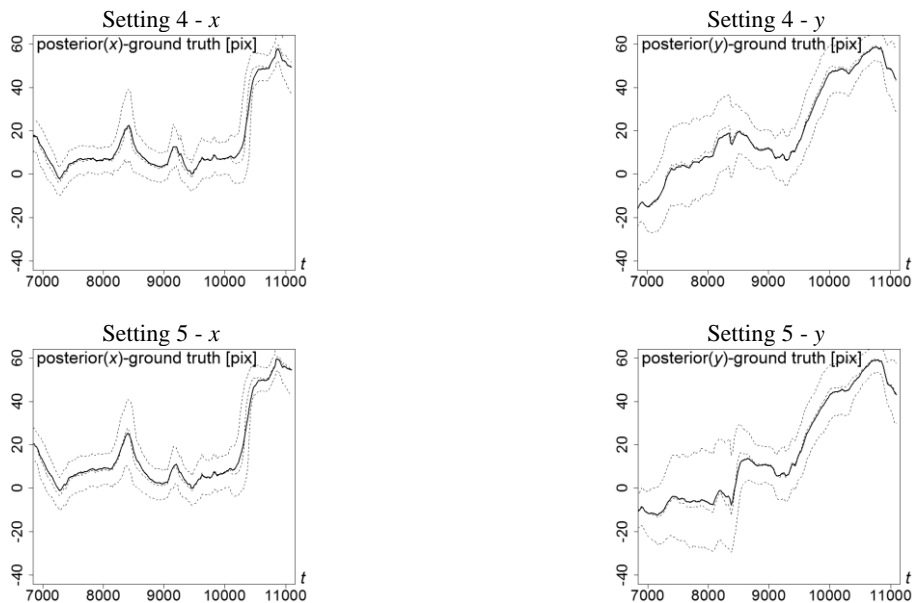 Setting 4 - x
posterior(x)-ground truth [pix]
60
40
20
0
-20
-40
7000 8000 9000 10000 11000
t
Setting 4 - y
posterior(y)-ground truth [pix]
60
40
20
0
-20
-40
7000 8000 9000 10000 11000
t
Setting 5 - x
posterior(x)-ground truth [pix]
60
40
20
0
-20
-40
7000 8000 9000 10000 11000
t
Setting 5 - y
posterior(y)-ground truth [pix]
60
40
20
0
-20
-40
7000 8000 9000 10000 11000
t